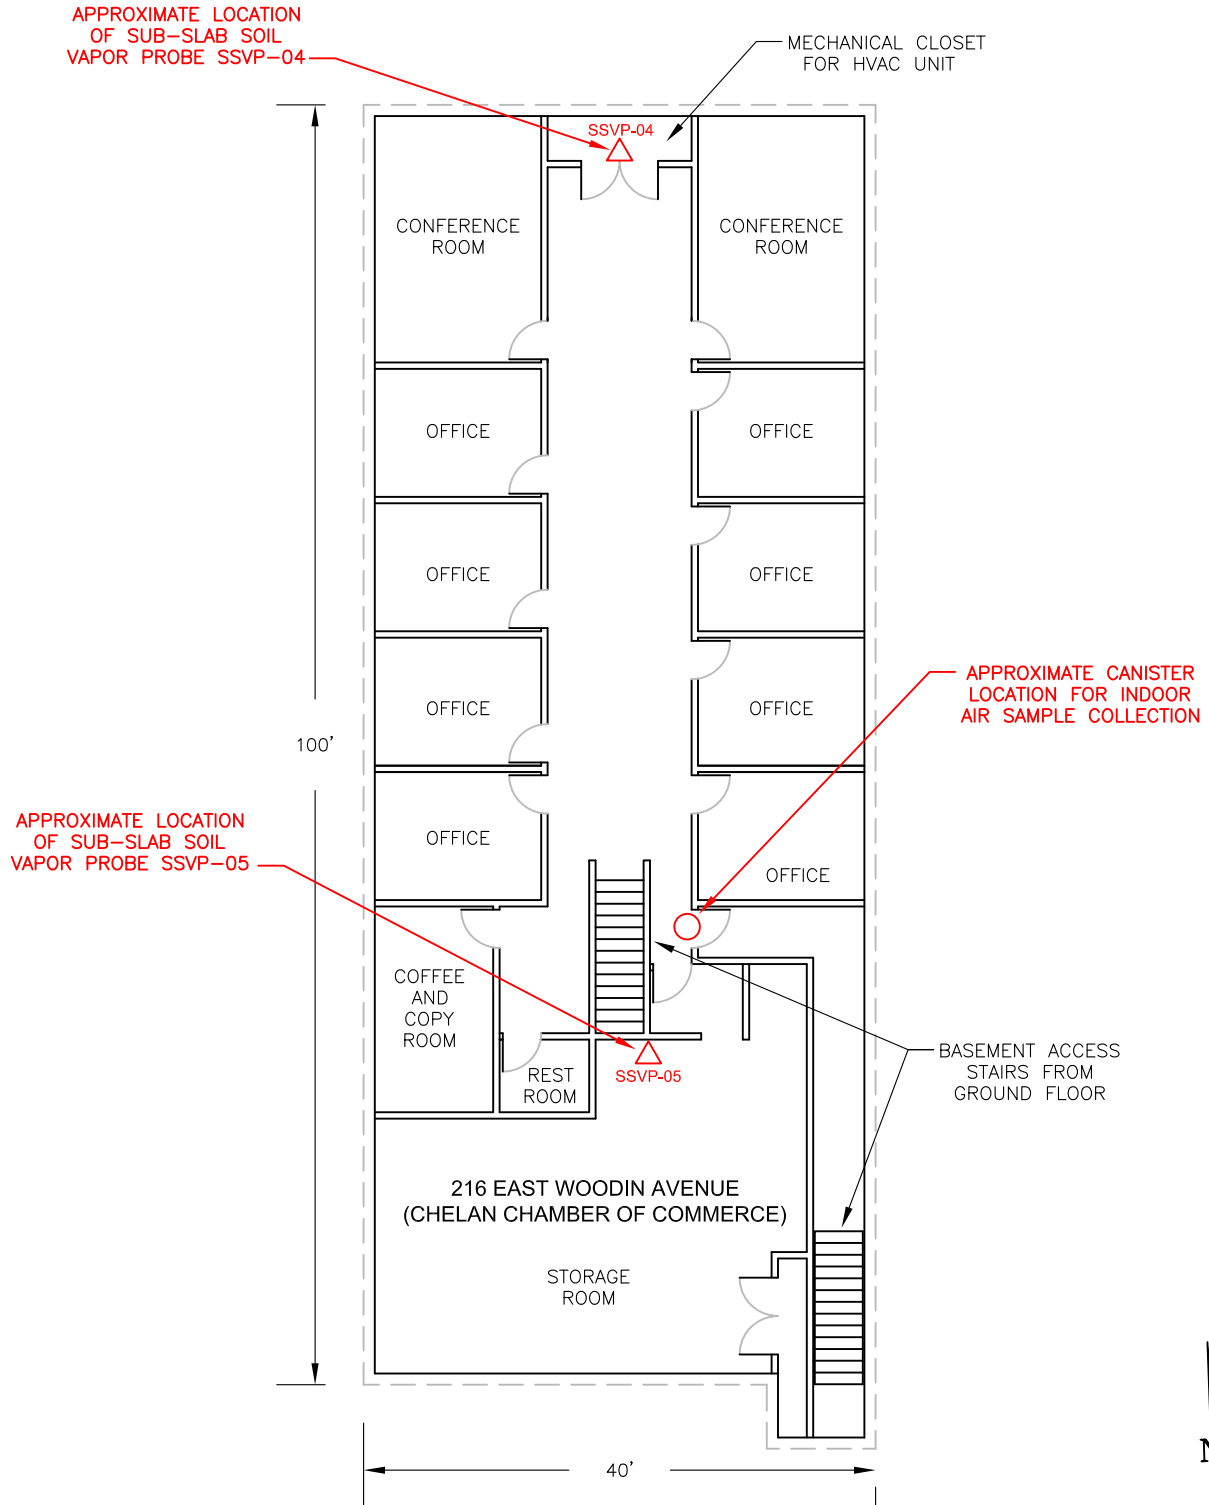 APPROXIMATE LOCATION
OF SUB-SLAB SOIL
VAPOR PROBE SSVP-04
MECHANICAL CLOSET
FOR HVAC UNIT
SSVP-04
CONFERENCE
ROOM
CONFERENCE
ROOM
OFFICE
OFFICE
OFFICE
OFFICE
APPROXIMATE CANISTER
LOCATION FOR INDOOR
AIR SAMPLE COLLECTION
OFFICE
OFFICE
100'
APPROXIMATE LOCATION
OF SUB-SLAB SOIL
VAPOR PROBE SSVP-05
OFFICE
OFFICE
COFFEE
AND
COPY
ROOM
BASEMENT ACCESS
STAIRS FROM
GROUND FLOOR
REST
ROOM
SSVP-05
216 EAST WOODIN AVENUE
(CHELAN CHAMBER OF COMMERCE)
STORAGE
ROOM
40'